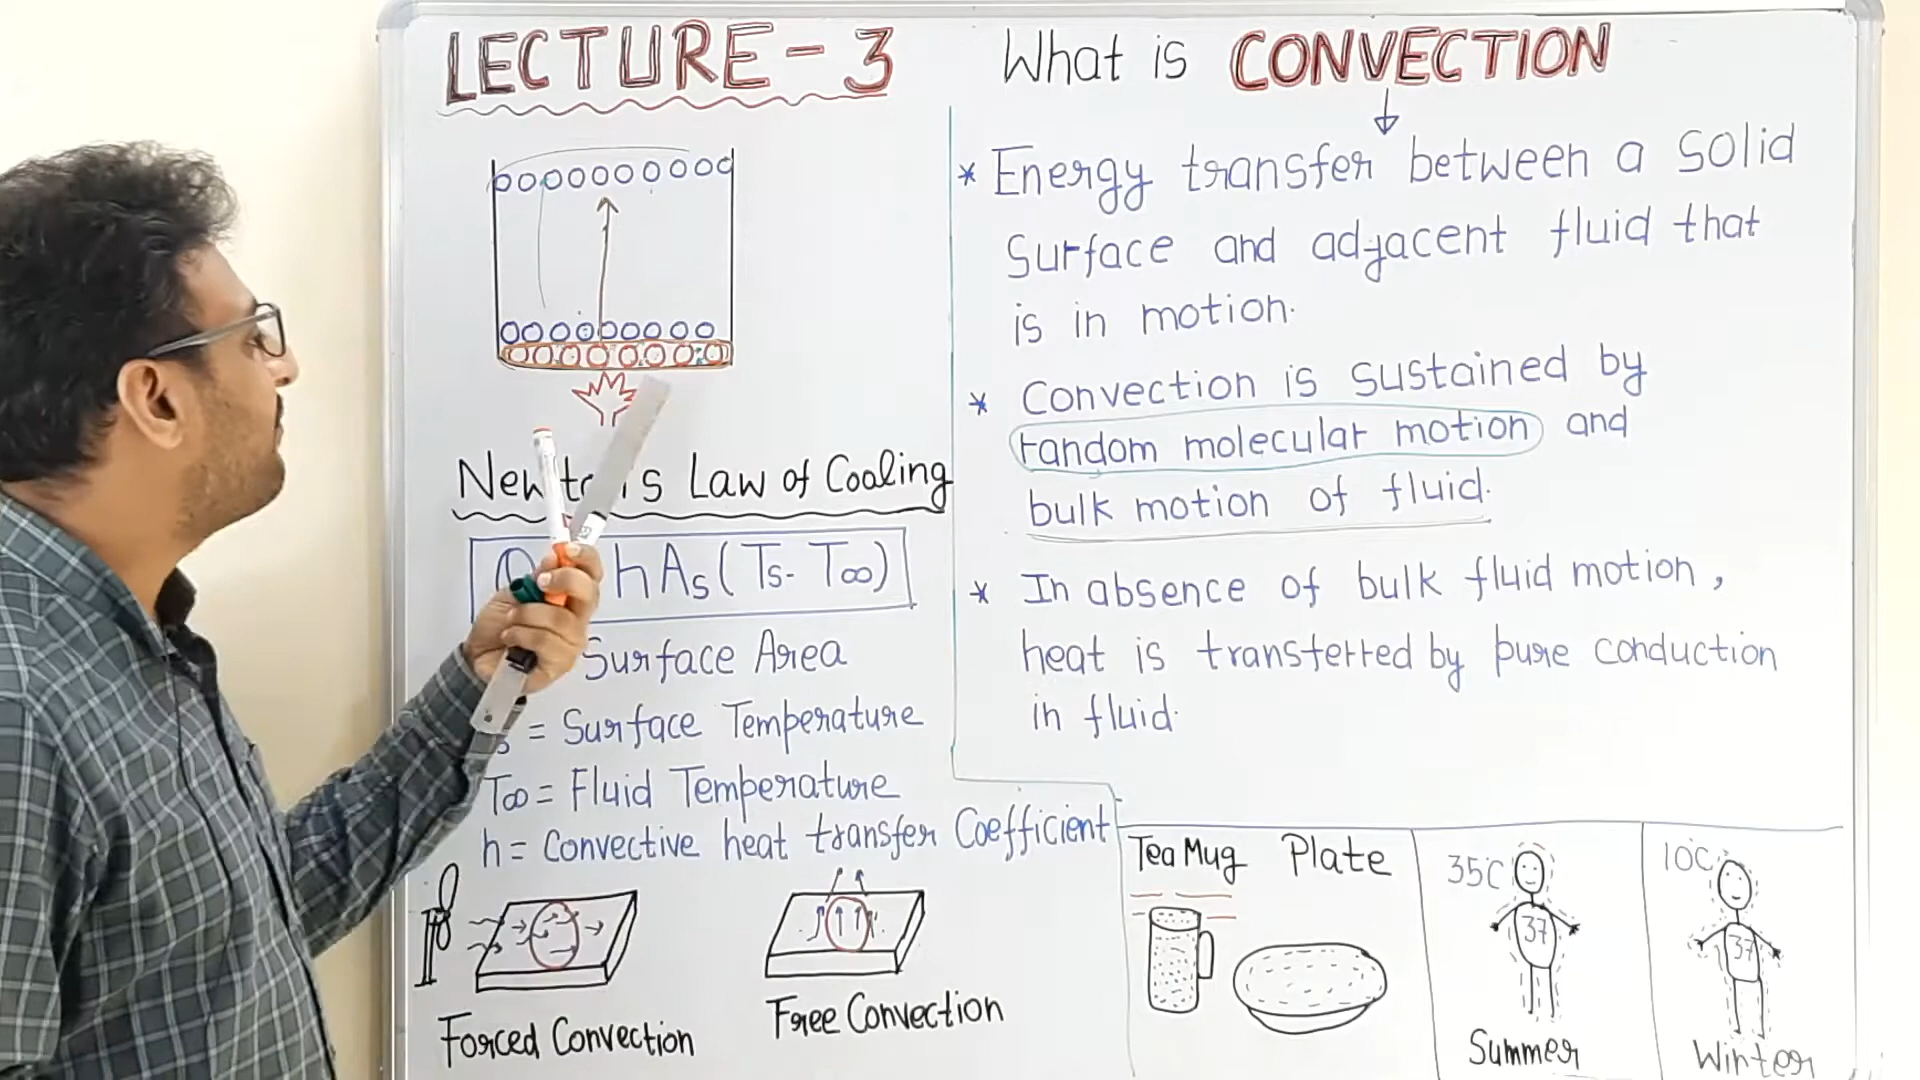 LECTURE - 3
What is CONVECTION
* Energy transfer between a solid
surface and adjacent fluid that
is in motion.
* Convection is sustained by
random molecular motion and
bulk motion of fluid.
* In absence of bulk fluid motion,
heat is transferred by pure conduction
in fluid.
Law of Cooling
hAs (Ts - T∞)
Surface Area
= Surface Temperature
T∞ = Fluid Temperature
h = Convective heat transfer Coefficient
Forced Convection
Free Convection
Tea Mug Plate
35C
37
Summer
10C
37
Winter